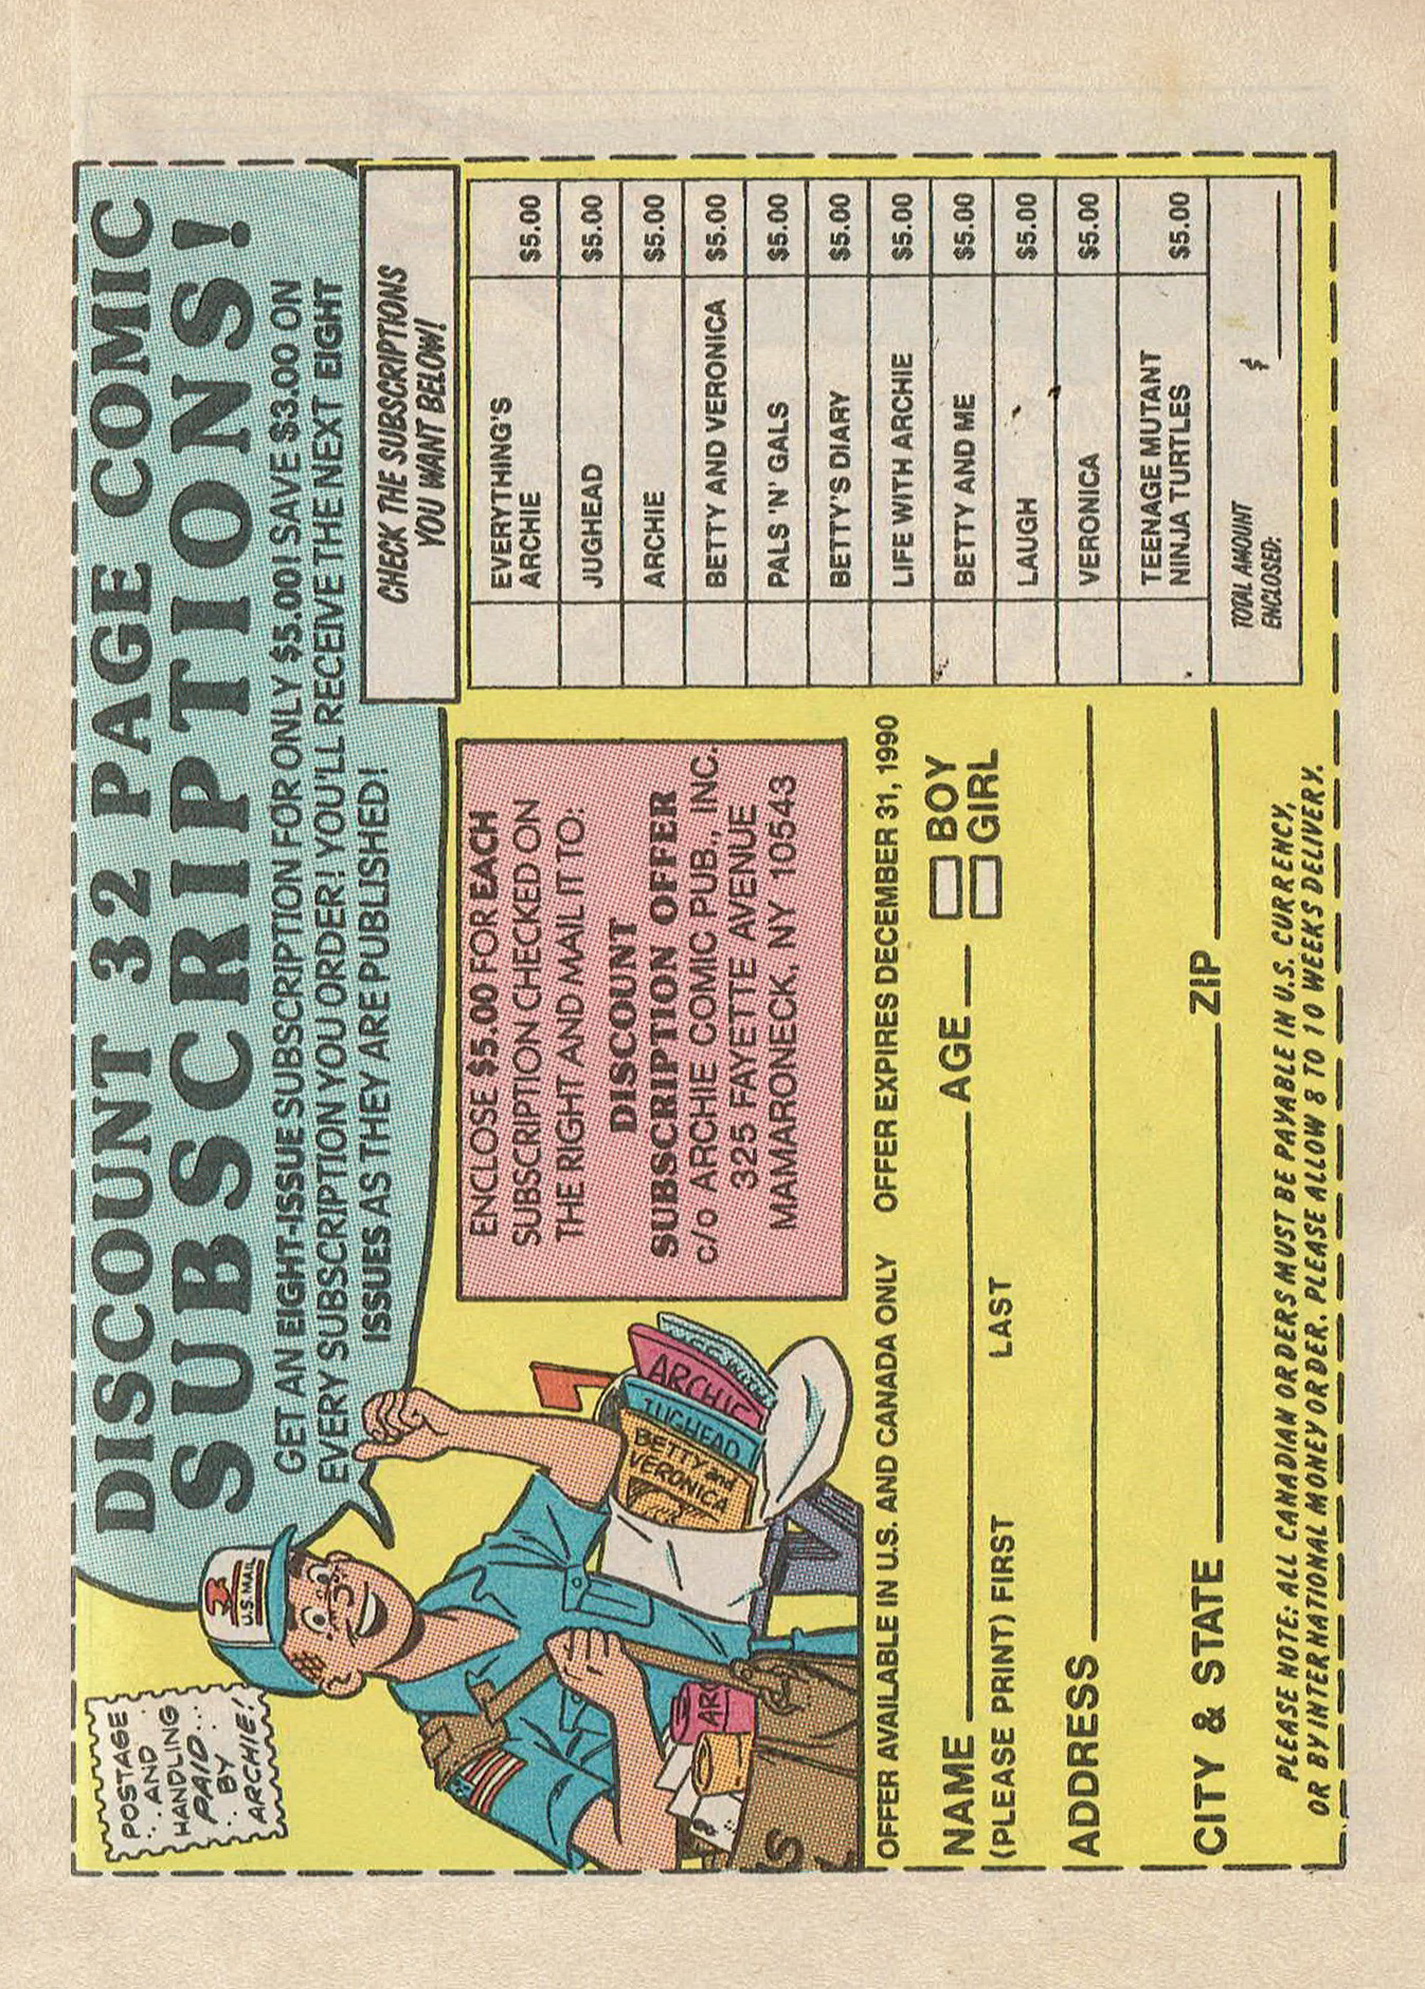 DISCOUNT 32 PAGE COMIC
SUBSCRIPTIONS!
GET AN EIGHT-ISSUE SUBSCRIPTION FOR ONLY $5.00! SAVE $3.00 ON
EVERY SUBSCRIPTION YOU ORDER! YOU'LL RECEIVE THE NEXT EIGHT
ISSUES AS THEY ARE PUBLISHED!
POSTAGE
..AND..
HANDLING
PAID...
..BY..
ARCHIE!
U.S. MAIL
BETTY and
VERONICA
JUGHEAD
ARCHIE
ARC
ENCLOSE $5.00 FOR EACH
SUBSCRIPTION CHECKED ON
THE RIGHT AND MAIL IT TO:
DISCOUNT
SUBSCRIPTION OFFER
c/o ARCHIE COMIC PUB., INC.
325 FAYETTE AVENUE
MAMARONECK, NY 10543
CHECK THE SUBSCRIPTIONS
YOU WANT BELOW!
EVERYTHING'S
ARCHIE $5.00
JUGHEAD $5.00
ARCHIE $5.00
BETTY AND VERONICA $5.00
PALS 'N' GALS $5.00
BETTY'S DIARY $5.00
LIFE WITH ARCHIE $5.00
BETTY AND ME $5.00
LAUGH $5.00
VERONICA $5.00
TEENAGE MUTANT
NINJA TURTLES $5.00
TOTAL AMOUNT
ENCLOSED: $
OFFER AVAILABLE IN U.S. AND CANADA ONLY OFFER EXPIRES DECEMBER 31, 1990
NAME AGE BOY
(PLEASE PRINT) FIRST LAST GIRL
ADDRESS
CITY & STATE ZIP
PLEASE NOTE: ALL CANADIAN ORDERS MUST BE PAYABLE IN U.S. CURRENCY,
OR BY INTERNATIONAL MONEY ORDER. PLEASE ALLOW 8 TO 10 WEEKS DELIVERY.